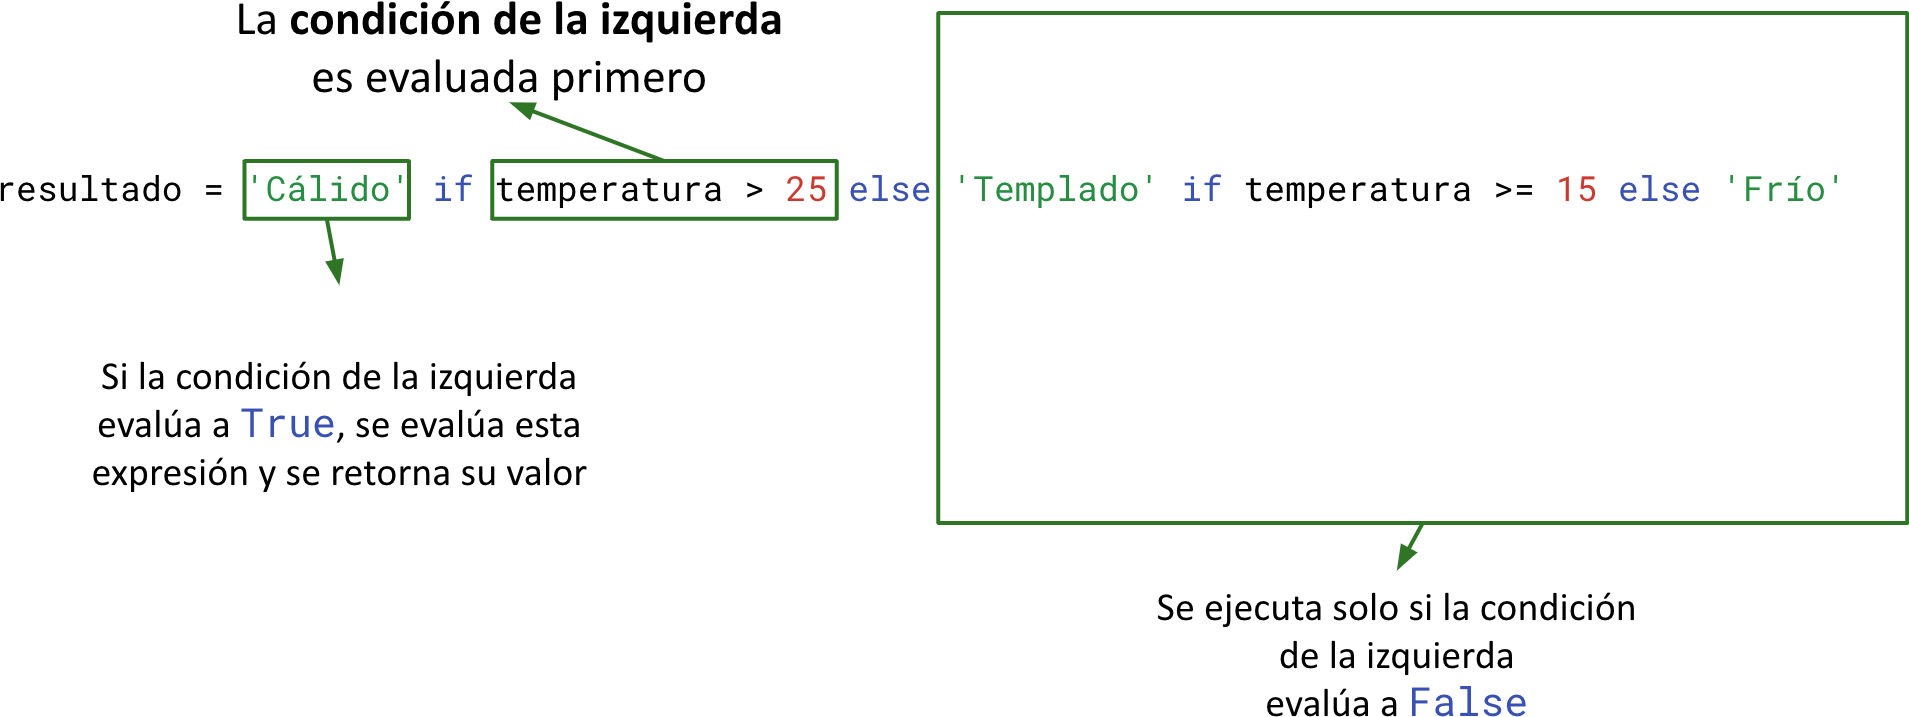 La condición de la izquierda
es evaluada primero
resultado = 'Cálido' if temperatura > 25 else 'Templado' if temperatura >= 15 else 'Frío'
Si la condición de la izquierda
evalúa a True, se evalúa esta
expresión y se retorna su valor
Se ejecuta solo si la condición
de la izquierda
evalúa a False